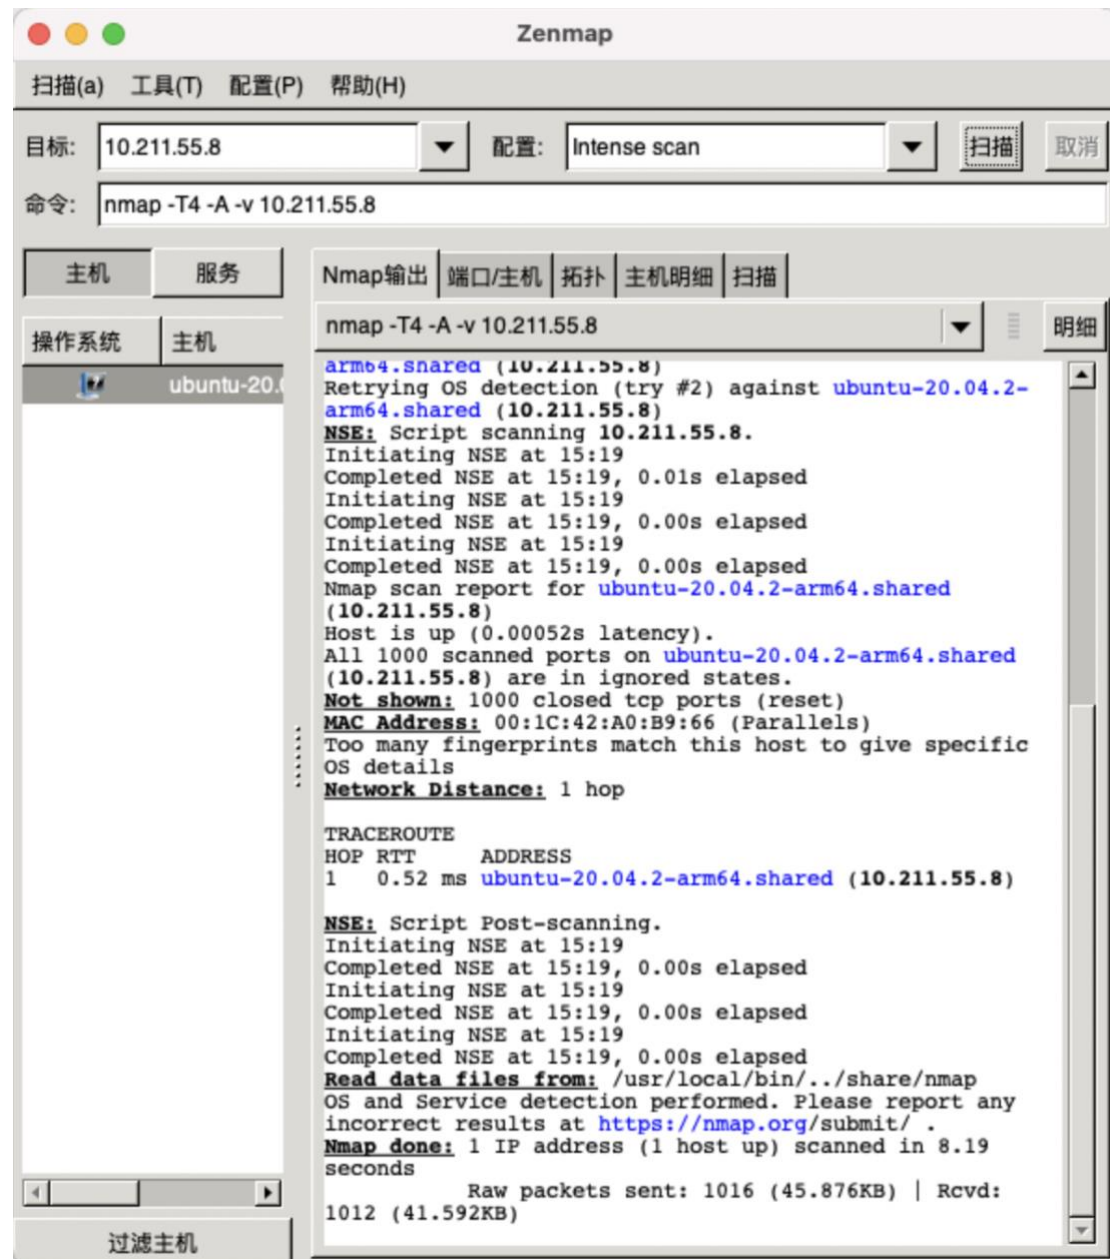 Zenmap
扫描(a) 工具(T) 配置(P) 帮助(H)
目标: 10.211.55.8 配置: Intense scan 扫描 取消
命令: nmap -T4 -A -v 10.211.55.8
主机 服务 Nmap输出 端口/主机 拓扑 主机明细 扫描
nmap -T4 -A -v 10.211.55.8 明细
操作系统 主机
ubuntu-20.0
arm64.shared (10.211.55.8)
Retrying OS detection (try #2) against ubuntu-20.04.2-
arm64.shared (10.211.55.8)
NSE: Script scanning 10.211.55.8.
Initiating NSE at 15:19
Completed NSE at 15:19, 0.01s elapsed
Initiating NSE at 15:19
Completed NSE at 15:19, 0.00s elapsed
Initiating NSE at 15:19
Completed NSE at 15:19, 0.00s elapsed
Nmap scan report for ubuntu-20.04.2-arm64.shared
(10.211.55.8)
Host is up (0.00052s latency).
All 1000 scanned ports on ubuntu-20.04.2-arm64.shared
(10.211.55.8) are in ignored states.
Not shown: 1000 closed tcp ports (reset)
MAC Address: 00:1C:42:A0:B9:66 (Parallels)
Too many fingerprints match this host to give specific
OS details
Network Distance: 1 hop
TRACEROUTE
HOP RTT ADDRESS
1 0.52 ms ubuntu-20.04.2-arm64.shared (10.211.55.8)
NSE: Script Post-scanning.
Initiating NSE at 15:19
Completed NSE at 15:19, 0.00s elapsed
Initiating NSE at 15:19
Completed NSE at 15:19, 0.00s elapsed
Initiating NSE at 15:19
Completed NSE at 15:19, 0.00s elapsed
Read data files from: /usr/local/bin/../share/nmap
OS and Service detection performed. Please report any
incorrect results at https://nmap.org/submit/ .
Nmap done: 1 IP address (1 host up) scanned in 8.19
seconds
Raw packets sent: 1016 (45.876KB) | Rcvd:
1012 (41.592KB)
过滤主机